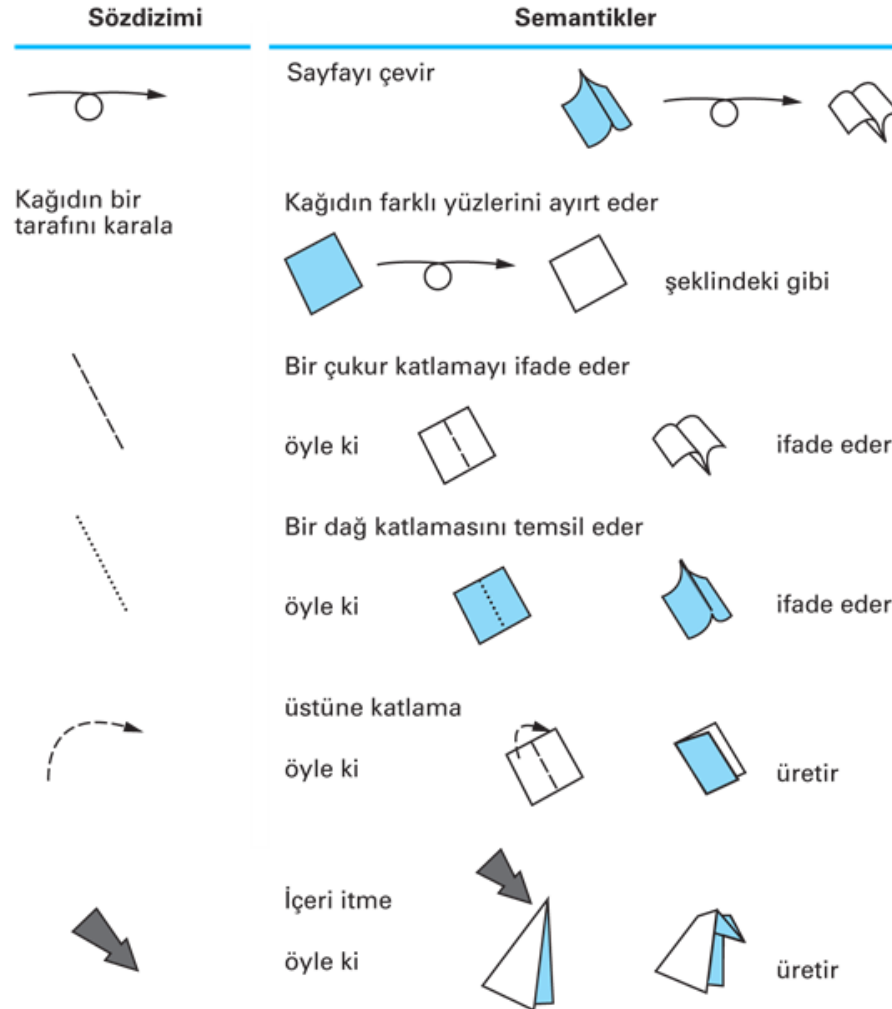 Sözdizimi
Semantikler
Sayfayı çevir
Kağıdın bir
tarafını karala
Kağıdın farklı yüzlerini ayırt eder
şeklindeki gibi
Bir çukur katlamayı ifade eder
öyle ki
ifade eder
Bir dağ katlamasını temsil eder
öyle ki
ifade eder
üstüne katlama
öyle ki
üretir
İçeri itme
öyle ki
üretir